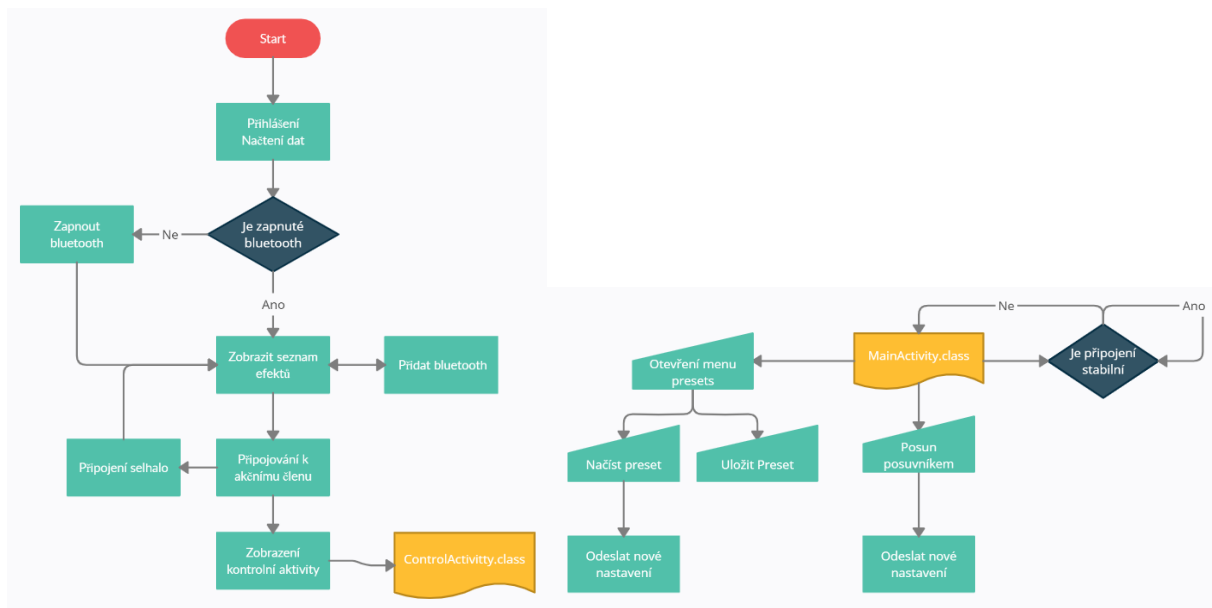 Start
Přihlášení
Načtení dat
Je zapnuté
bluetooth
Ne
Zapnout
bluetooth
Ano
Zobrazit seznam
efektů
Přidat bluetooth
Připojování k
akčnímu členu
Připojení selhalo
Zobrazení
kontrolní aktivity
ControlActivitty.class
Ne
Ano
MainActivity.class
Je připojení
stabilní
Otevření menu
presets
Načíst preset
Uložit Preset
Posun
posuvníkem
Odeslat nové
nastavení
Odeslat nové
nastavení